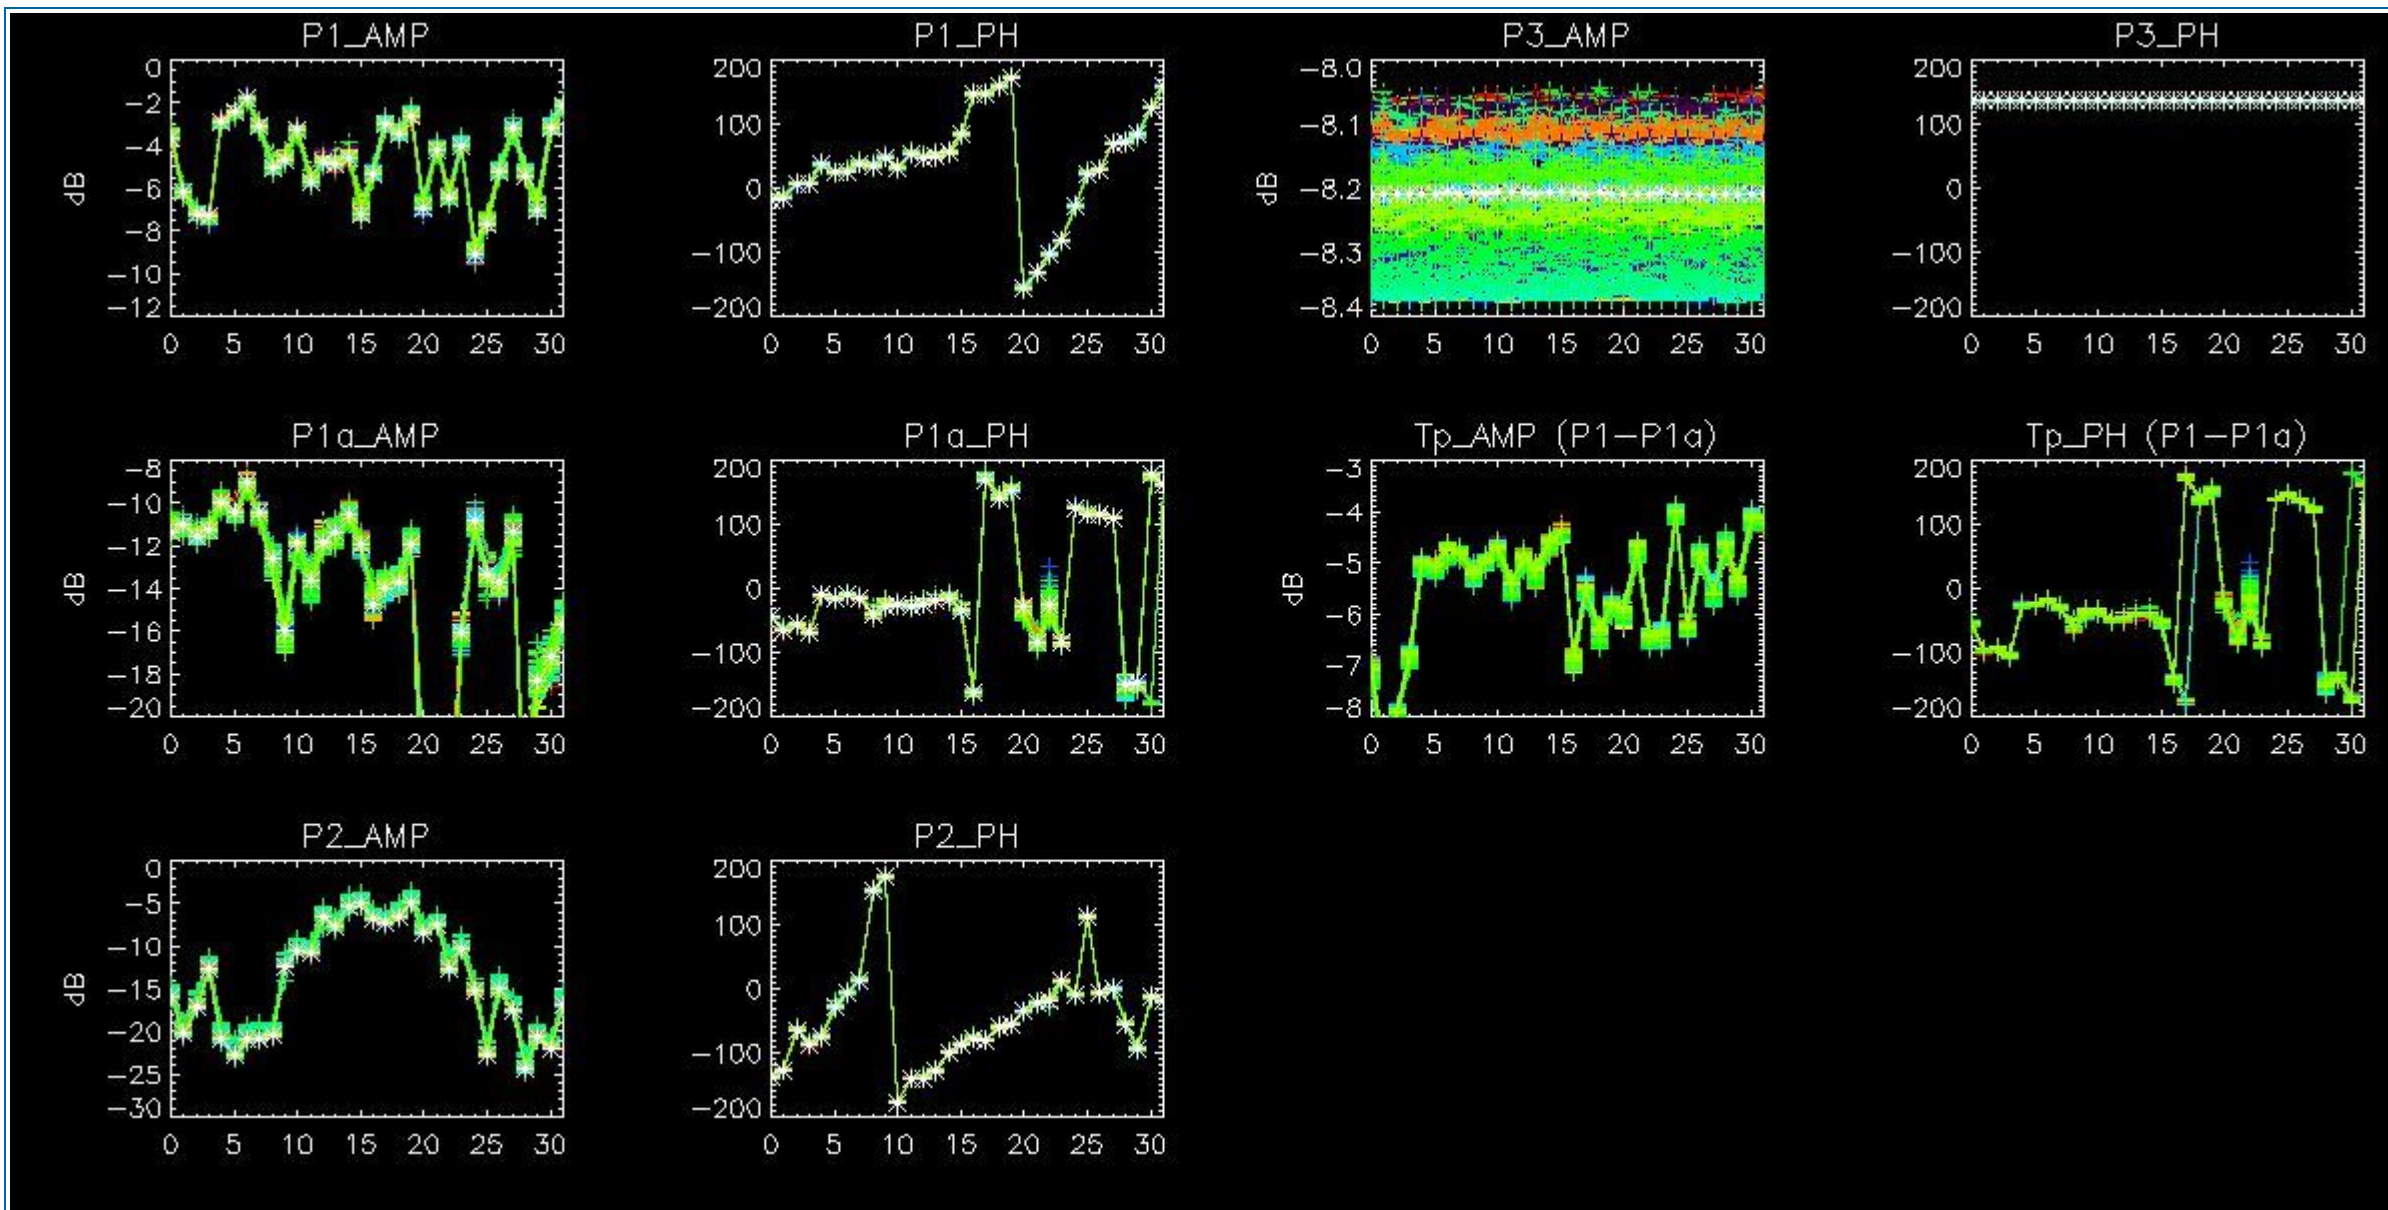 P1_AMP
0
−2
−4
−6
−8
−10
−12
dB
0 5 10 15 20 25 30
P1_PH
200
100
0
−100
−200
0 5 10 15 20 25 30
P3_AMP
−8.0
−8.1
−8.2
−8.3
−8.4
dB
0 5 10 15 20 25 30
P3_PH
200
100
0
−100
−200
0 5 10 15 20 25 30
P1a_AMP
−8
−10
−12
−14
−16
−18
−20
dB
0 5 10 15 20 25 30
P1a_PH
200
100
0
−100
−200
0 5 10 15 20 25 30
Tp_AMP (P1−P1a)
−3
−4
−5
−6
−7
−8
dB
0 5 10 15 20 25 30
Tp_PH (P1−P1a)
200
100
0
−100
−200
0 5 10 15 20 25 30
P2_AMP
0
−5
−10
−15
−20
−25
−30
dB
0 5 10 15 20 25 30
P2_PH
200
100
0
−100
−200
0 5 10 15 20 25 30